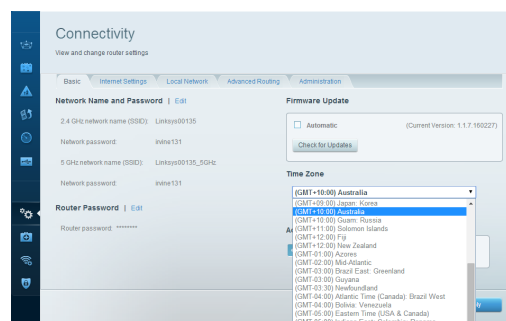 Connectivity
View and change router settings
Basic
Internet Settings
Local Network
Advanced Routing
Administration
Network Name and Password | Edit
2.4 GHz network name (SSID): Linksys00135
Network password: irvine131
5 GHz network name (SSID): Linksys00135_5GHz
Network password: irvine131
Router Password | Edit
Router password: ********
Firmware Update
Automatic
(Current Version: 1.1.7.160227)
Check for Updates
Time Zone
(GMT+10:00) Australia
(GMT+09:00) Japan: Korea
(GMT+10:00) Australia
(GMT+10:00) Guam: Russia
(GMT+11:00) Solomon Islands
(GMT+12:00) Fiji
(GMT+12:00) New Zealand
(GMT-01:00) Azores
(GMT-02:00) Mid-Atlantic
(GMT-03:00) Brazil East: Greenland
(GMT-03:00) Guyana
(GMT-03:30) Newfoundland
(GMT-04:00) Atlantic Time (Canada): Brazil West
(GMT-04:00) Bolivia: Venezuela
(GMT-05:00) Eastern Time (USA & Canada)